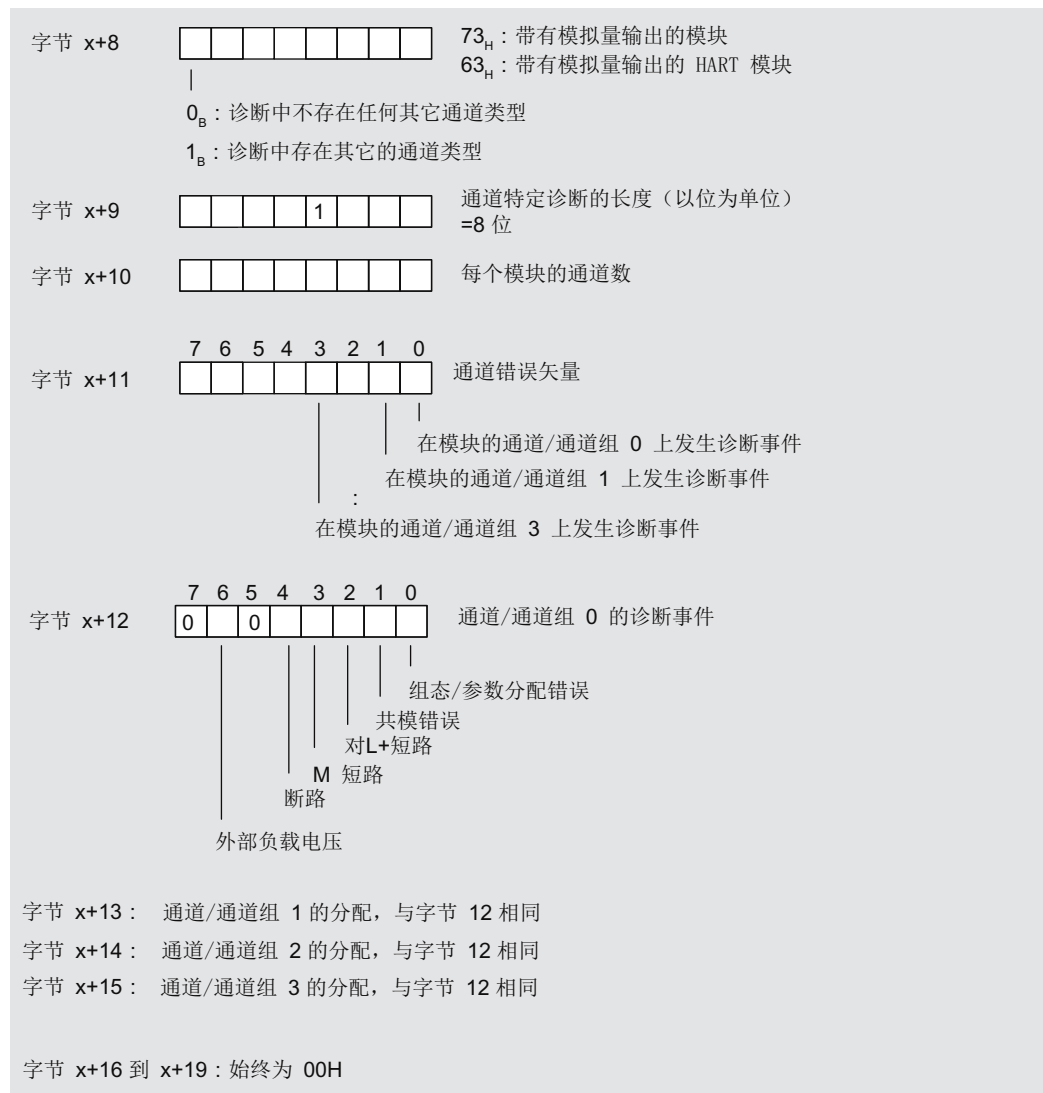 字节 x+8
73H：带有模拟量输出的模块
63H：带有模拟量输出的 HART 模块
0B：诊断中不存在任何其它通道类型
1B：诊断中存在其它的通道类型
字节 x+9
1
通道特定诊断的长度（以位为单位）
=8 位
字节 x+10
每个模块的通道数
7 6 5 4 3 2 1 0
字节 x+11
通道错误矢量
在模块的通道/通道组 0 上发生诊断事件
在模块的通道/通道组 1 上发生诊断事件
:
在模块的通道/通道组 3 上发生诊断事件
7 6 5 4 3 2 1 0
字节 x+12
0 0
通道/通道组 0 的诊断事件
组态/参数分配错误
共模错误
对L+短路
M 短路
断路
外部负载电压
字节 x+13： 通道/通道组 1 的分配，与字节 12 相同
字节 x+14： 通道/通道组 2 的分配，与字节 12 相同
字节 x+15： 通道/通道组 3 的分配，与字节 12 相同
字节 x+16 到 x+19：始终为 00H